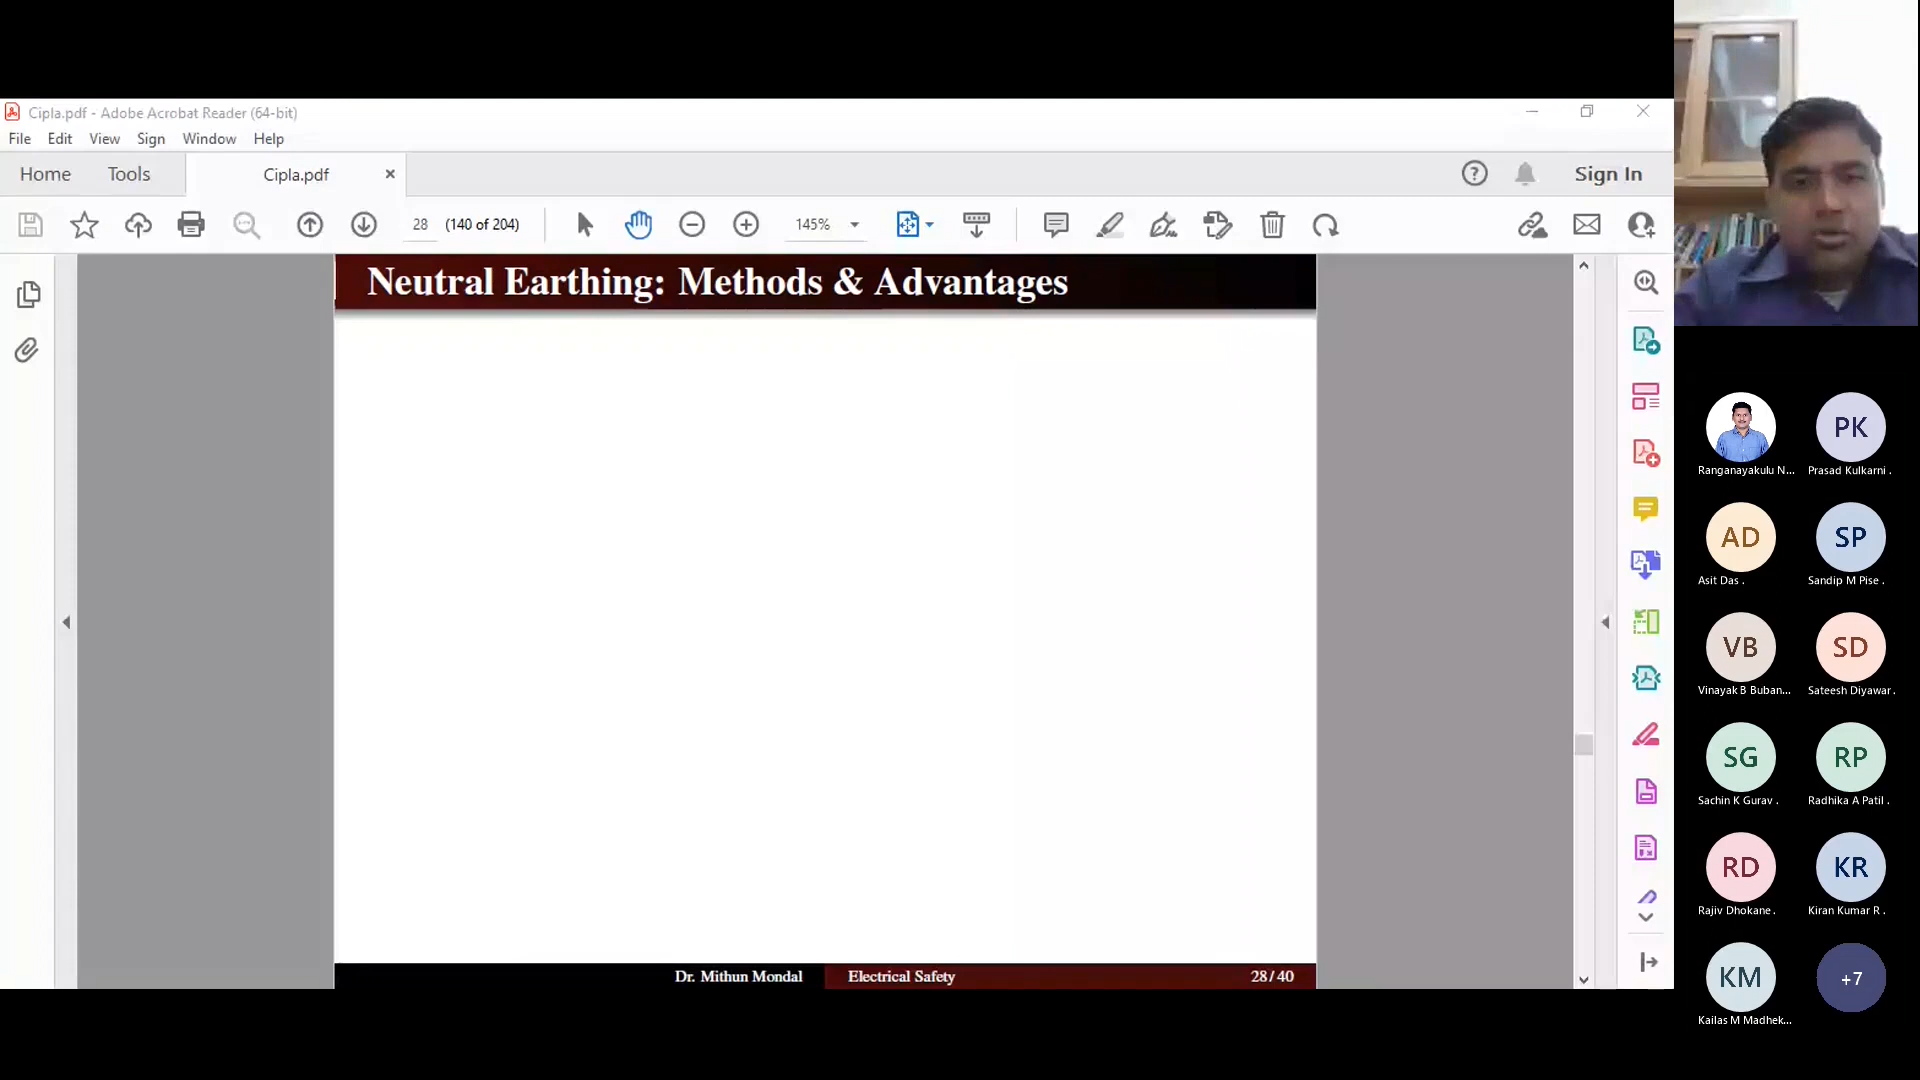 Cipla.pdf - Adobe Acrobat Reader (64-bit)
File Edit View Sign Window Help
Home Tools Cipla.pdf × Sign In
28 (140 of 204) 145%
Neutral Earthing: Methods & Advantages
Dr. Mithun Mondal Electrical Safety 28/40
PK
Ranganayakulu N... Prasad Kulkarni .
AD SP
Asit Das . Sandip M Pise .
VB SD
Vinayak B Buban... Sateesh Diyawar.
SG RP
Sachin K Gurav . Radhika A Patil .
RD KR
Rajiv Dhokane . Kiran Kumar R .
KM +7
Kailas M Madhek...